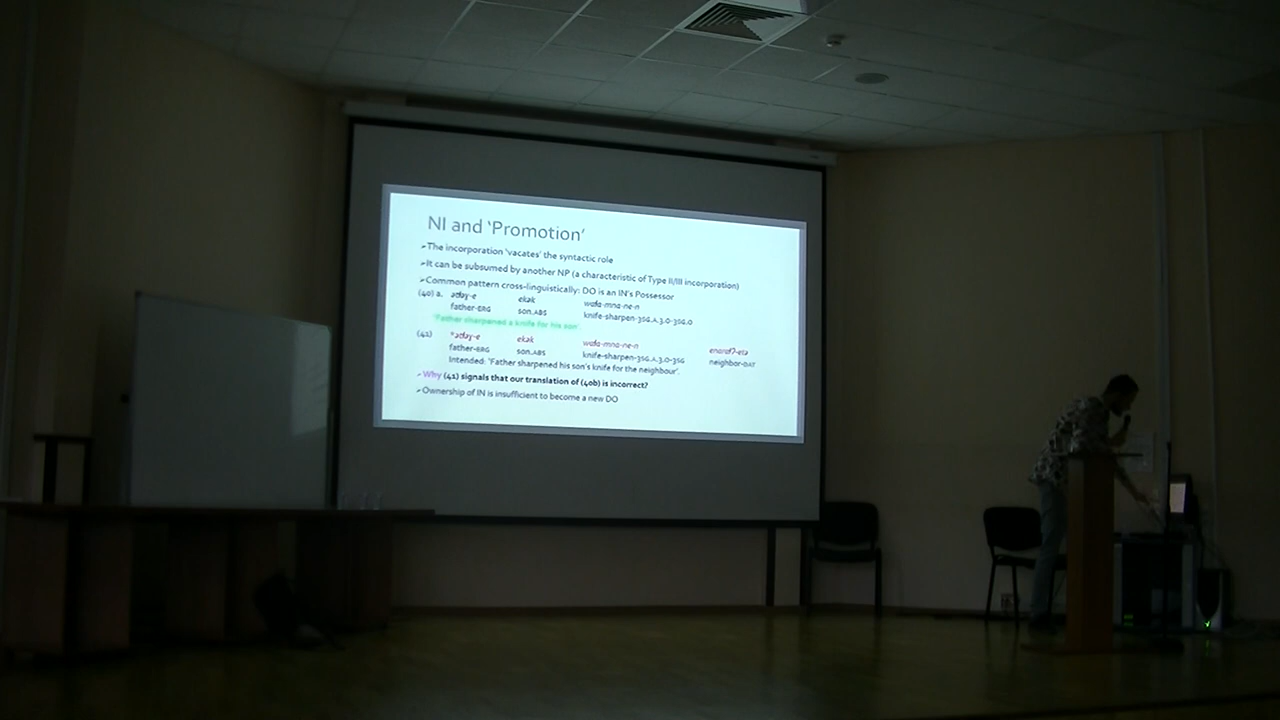 NI and 'Promotion'
➢The incorporation 'vacates' the syntactic role
➢It can be subsumed by another NP (a characteristic of Type II/III incorporation)
➢Common pattern cross-linguistically: DO is an IN's Possessor
(40) a. ekək
father-ERG son.ABS knife-sharpen-3SG.A.3.O-3SG.O
'Father sharpened a knife for his son'
(41) ekək
father-ERG son.ABS knife-sharpen-3SG.A.3.O-3SG neighbor-DAT
Intended: 'Father sharpened his son's knife for the neighbour'.
➢Why (41) signals that our translation of (40b) is incorrect?
➢Ownership of IN is insufficient to become a new DO